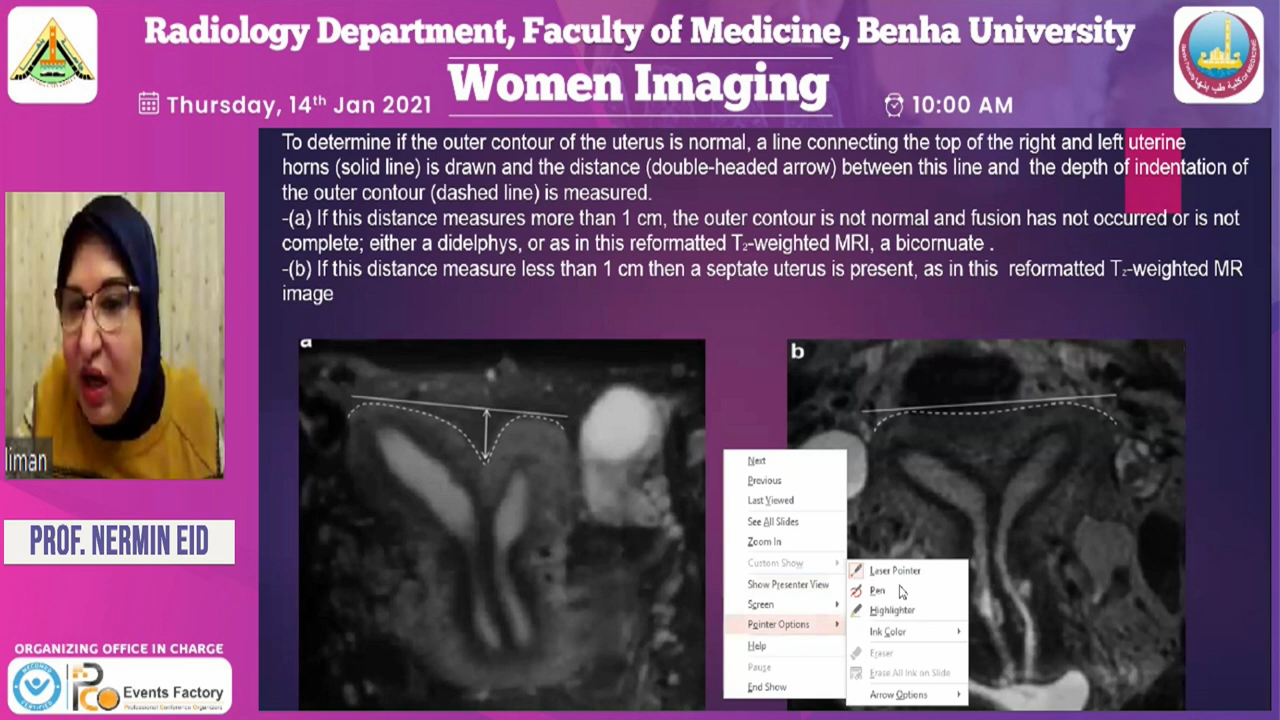 Radiology Department, Faculty of Medicine, Benha University
Women Imaging
Thursday, 14th Jan 2021
10:00 AM
To determine if the outer contour of the uterus is normal, a line connecting the top of the right and left uterine
horns (solid line) is drawn and the distance (double-headed arrow) between this line and the depth of indentation of
the outer contour (dashed line) is measured.
-(a) If this distance measures more than 1 cm, the outer contour is not normal and fusion has not occurred or is not
complete; either a didelphys, or as in this reformatted T2-weighted MRI, a bicornuate .
-(b) If this distance measure less than 1 cm then a septate uterus is present, as in this reformatted T2-weighted MR
image
a
b
Next
Previous
Last Viewed
See All Slides
Zoom In
Custom Show
Show Presenter View
Screen
Pointer Options
Help
Pause
End Show
Laser Pointer
Pen
Highlighter
Ink Color
Eraser
Erase All Ink on Slide
Arrow Options
liman
PROF. NERMIN EID
ORGANIZING OFFICE IN CHARGE
PCO
Events Factory
Professional Conference Organizers